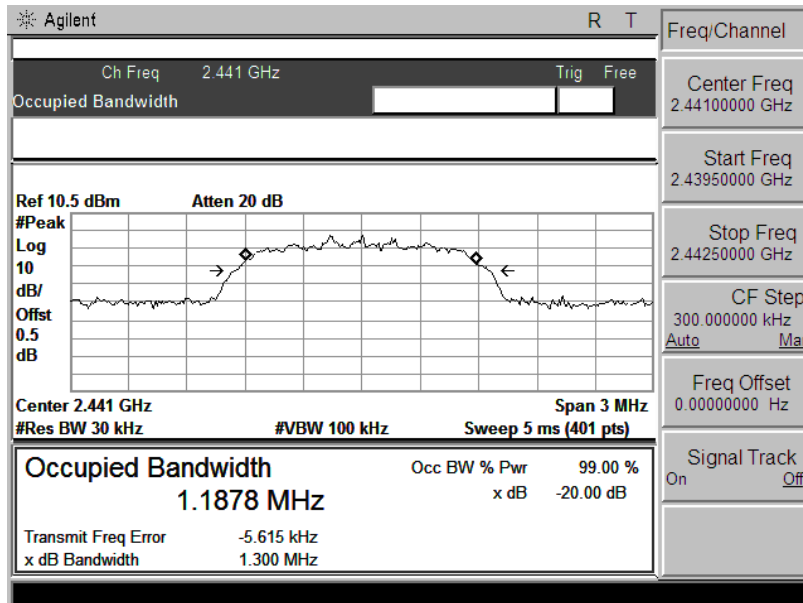 Agilent R T
Ch Freq 2.441 GHz Trig Free
Occupied Bandwidth
Ref 10.5 dBm Atten 20 dB
#Peak
Log
10
dB/
Offst
0.5
dB
Center 2.441 GHz Span 3 MHz
#Res BW 30 kHz #VBW 100 kHz Sweep 5 ms (401 pts)
Occupied Bandwidth Occ BW % Pwr 99.00 %
1.1878 MHz x dB -20.00 dB
Transmit Freq Error -5.615 kHz
x dB Bandwidth 1.300 MHz
Freq/Channel
Center Freq
2.44100000 GHz
Start Freq
2.43950000 GHz
Stop Freq
2.44250000 GHz
CF Step
300.000000 kHz
Auto Ma
Freq Offset
0.00000000 Hz
Signal Track
On Off